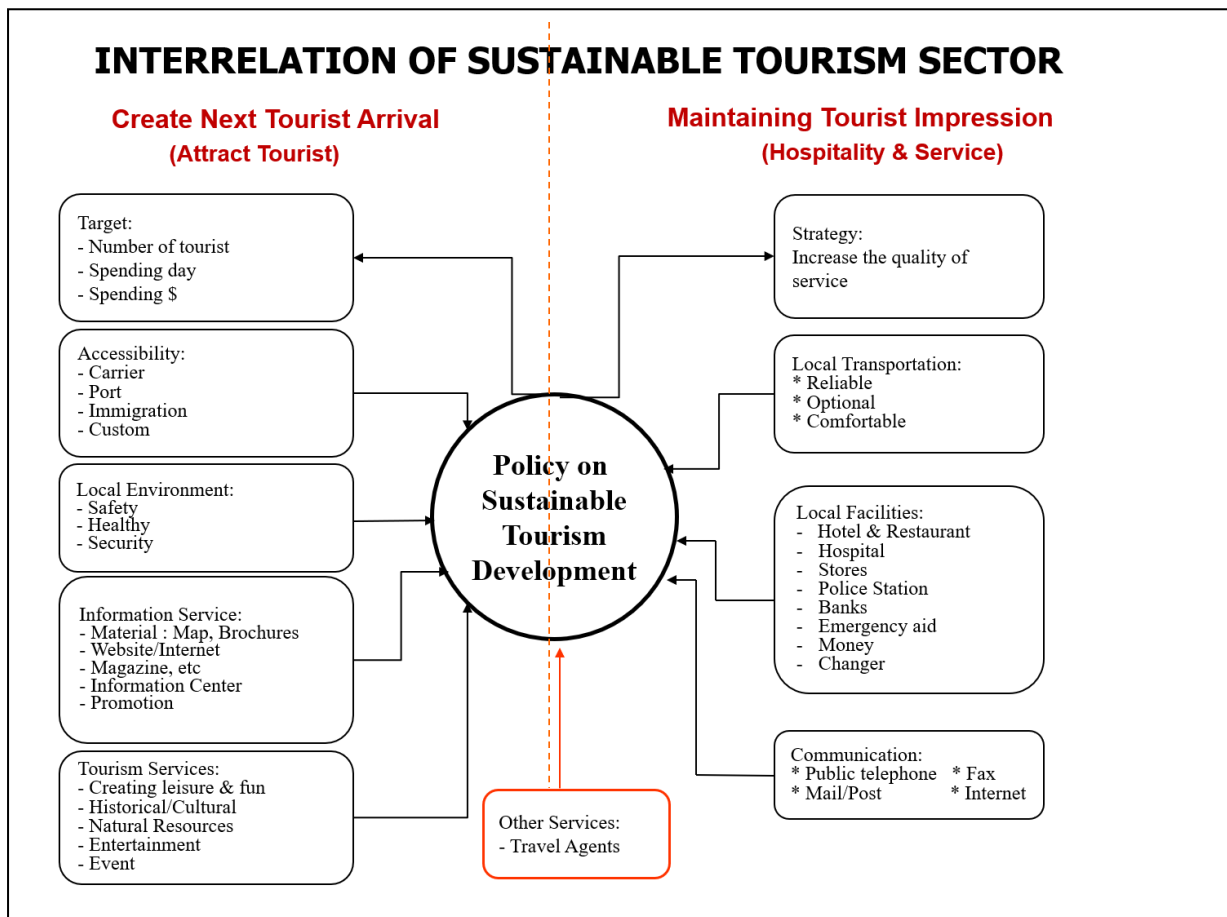 INTERRELATION OF SUSTAINABLE TOURISM SECTOR
Create Next Tourist Arrival
(Attract Tourist)
Target:
- Number of tourist
- Spending day
- Spending $
Accessibility:
- Carrier
- Port
- Immigration
- Custom
Local Environment:
- Safety
- Healthy
- Security
Information Service:
- Material : Map, Brochures
- Website/Internet
- Magazine, etc
- Information Center
- Promotion
Tourism Services:
- Creating leisure & fun
- Historical/Cultural
- Natural Resources
- Entertainment
- Event
Policy on
Sustainable
Tourism
Development
Other Services:
- Travel Agents
Maintaining Tourist Impression
(Hospitality & Service)
Strategy:
Increase the quality of
service
Local Transportation:
* Reliable
* Optional
* Comfortable
Local Facilities:
- Hotel & Restaurant
- Hospital
- Stores
- Police Station
- Banks
- Emergency aid
- Money
- Changer
Communication:
* Public telephone * Fax
* Mail/Post * Internet